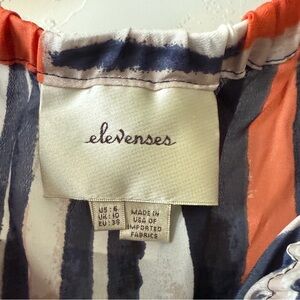 elevenses
US: 6
UK: 10
EU: 38
MADE IN
USA OF
IMPORTED
FABRICS